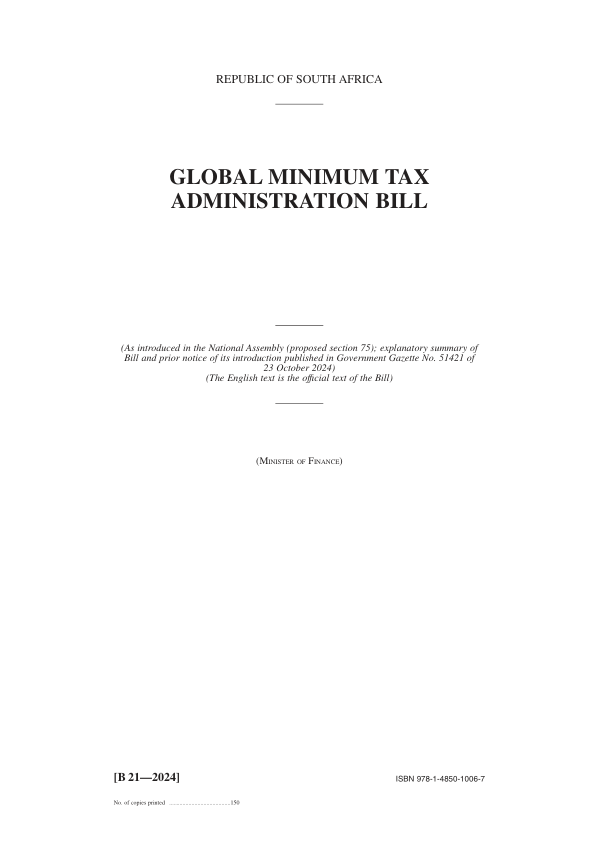 REPUBLIC OF SOUTH AFRICA
GLOBAL MINIMUM TAX
ADMINISTRATION BILL
(As introduced in the National Assembly (proposed section 75); explanatory summary of
Bill and prior notice of its introduction published in Government Gazette No. 51421 of
23 October 2024)
(The English text is the official text of the Bill)
(Minister of Finance)
[B 21—2024]
ISBN 978-1-4850-1006-7
No. of copies printed .........................................150